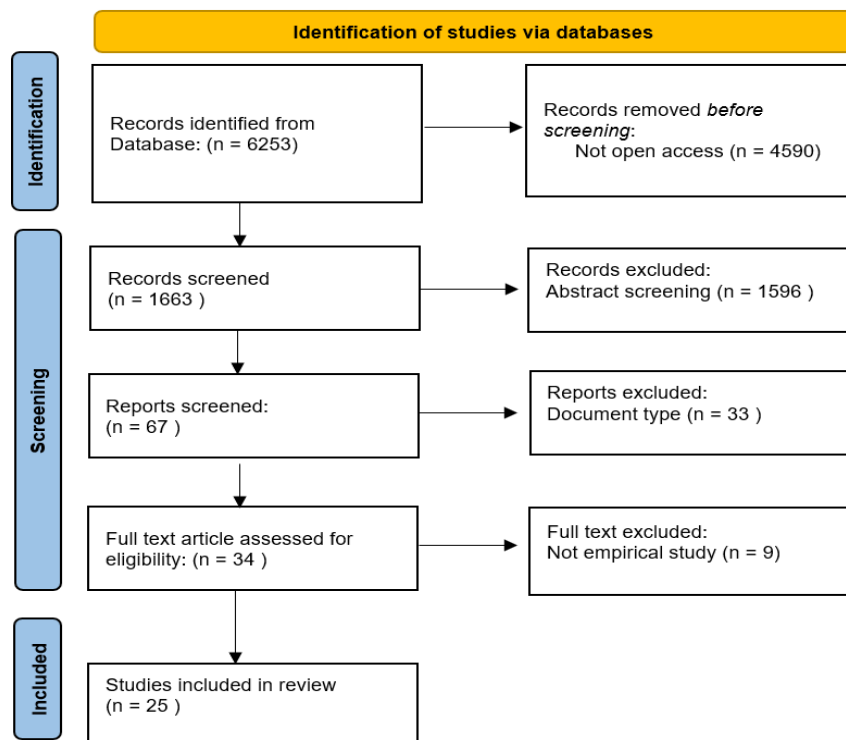 Identification of studies via databases
Identification
Records identified from
Database: (n = 6253)
Records removed before
screening:
Not open access (n = 4590)
Screening
Records screened
(n = 1663 )
Records excluded:
Abstract screening (n = 1596 )
Reports screened:
(n = 67 )
Reports excluded:
Document type (n = 33 )
Full text article assessed for
eligibility: (n = 34 )
Full text excluded:
Not empirical study (n = 9)
Included
Studies included in review
(n = 25 )